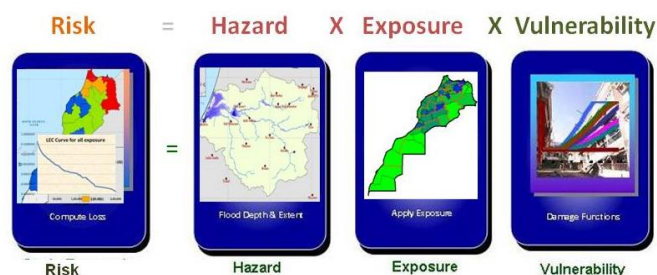 Risk = Hazard X Exposure X Vulnerability
LEC Curve for all exposure
=
Compute Loss
Flood Depth & Extent
Apply Exposure
Damage Functions
Risk
Hazard
Exposure
Vulnerability